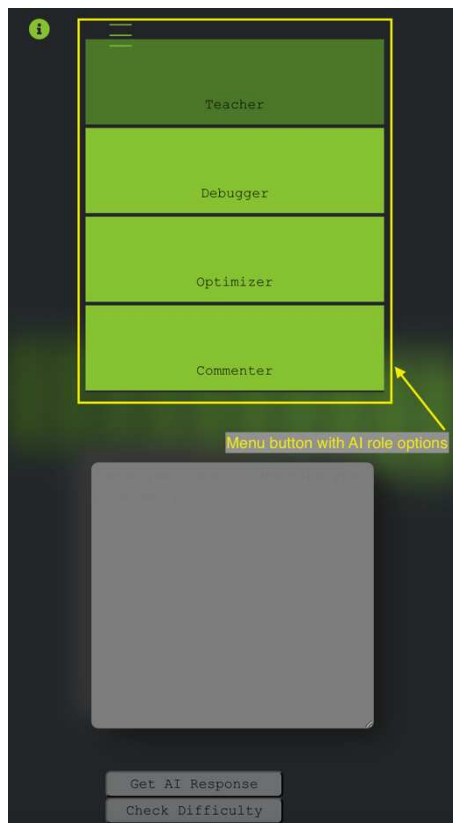 i
Teacher
Debugger
Optimizer
Commenter
Menu button with AI role options
Get AI Response
Check Difficulty